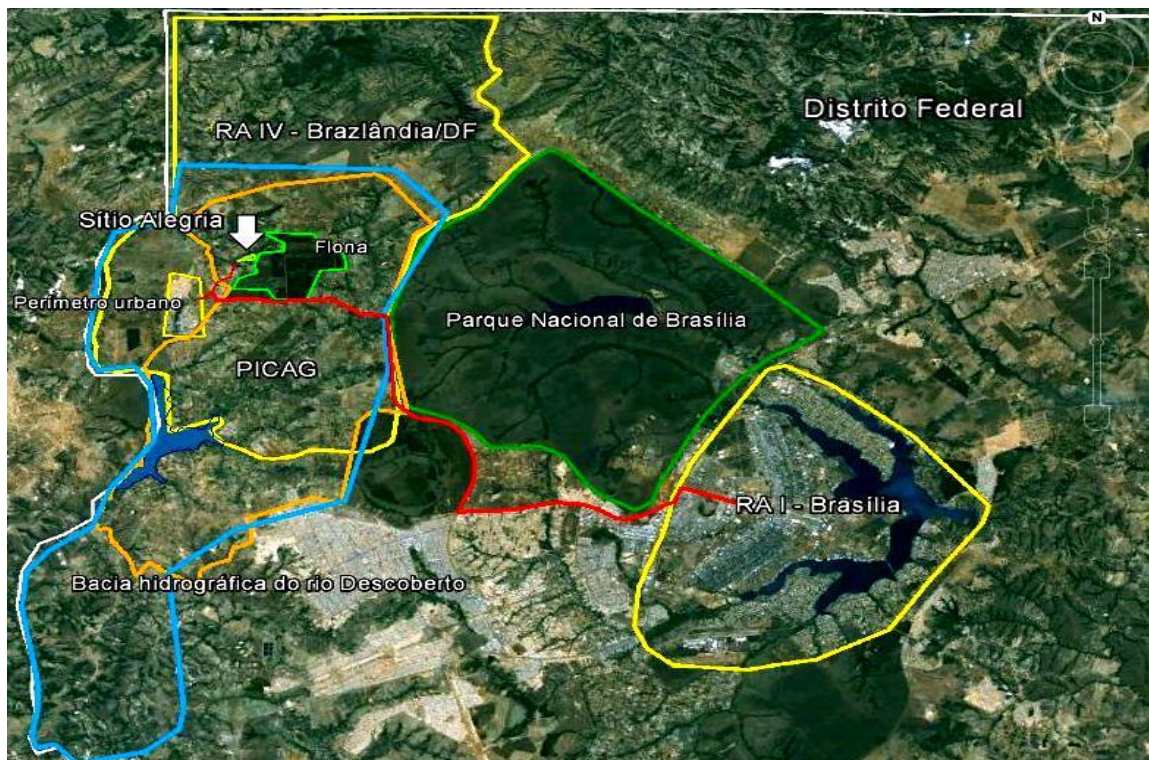 N
Distrito Federal
RA IV - Brazlândia/DF
Sítio Alegria
Flona
Perímetro urbano
Parque Nacional de Brasília
PICAG
RA I - Brasília
Bacia hidrográfica do rio Descoberto